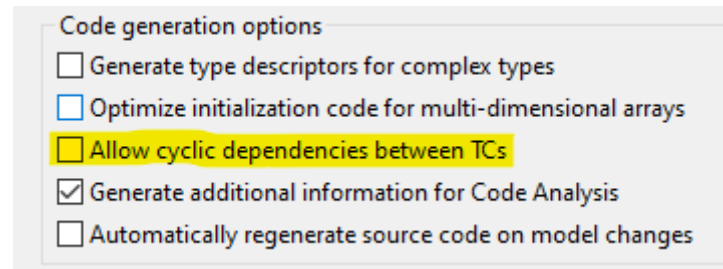 Code generation options
Generate type descriptors for complex types
Optimize initialization code for multi-dimensional arrays
Allow cyclic dependencies between TCs
Generate additional information for Code Analysis
Automatically regenerate source code on model changes